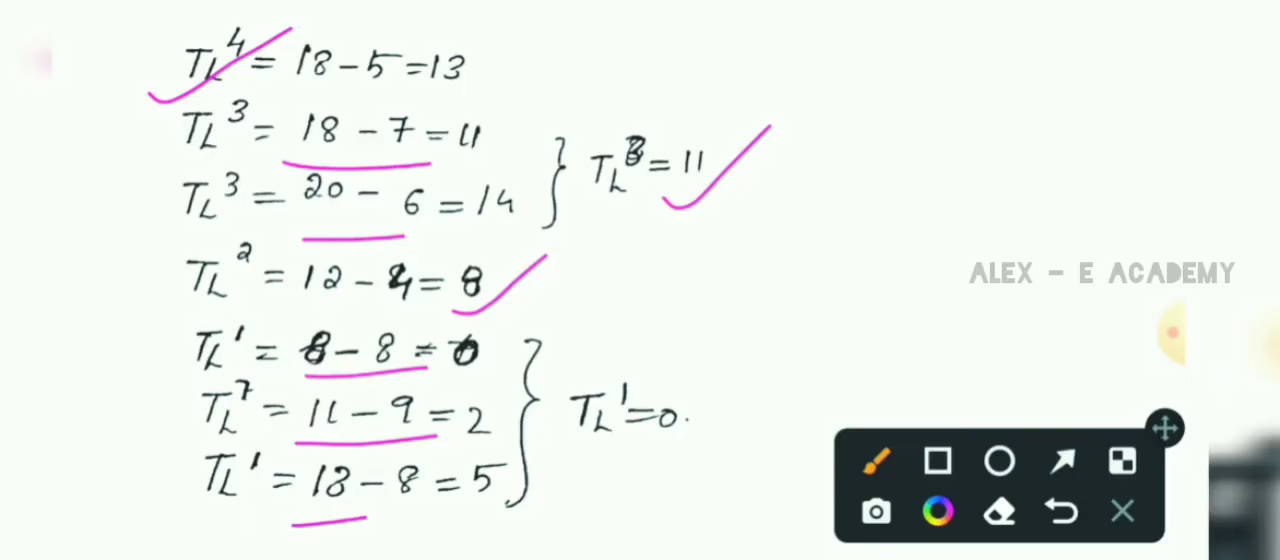 TL⁴ = 18 - 5 = 13
TL³ = 18 - 7 = 11
TL³ = 20 - 6 = 14
TL³ = 11
TL² = 12 - 4 = 8
ALEX - E ACADEMY
TL¹ = 8 - 8 = 0
TL⁷ = 11 - 9 = 2
TL¹ = 13 - 8 = 5
TL¹ = 0.